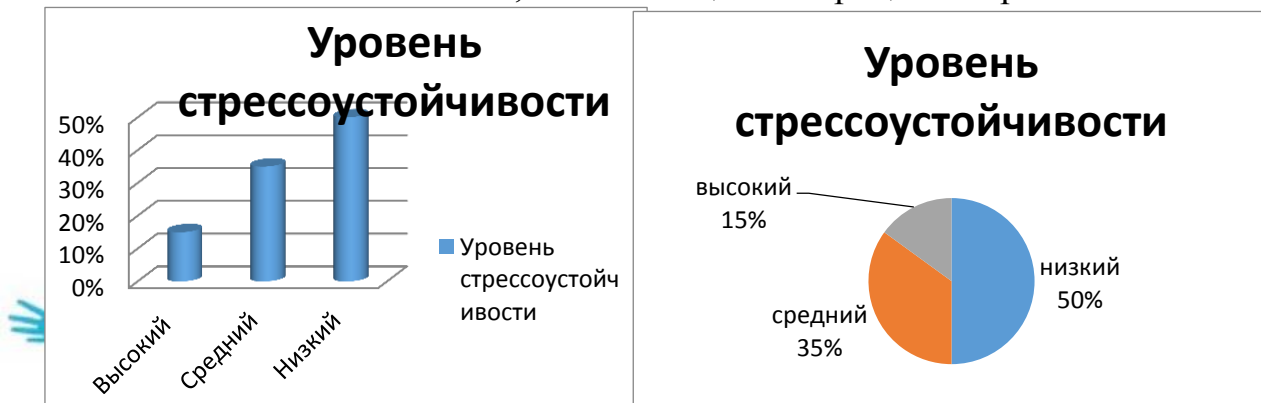 Уровень
стрессоустойчивости
50%
40%
30%
20%
10%
0%
Высокий
Средний
Низкий
Уровень
стрессоустойч
ивости
Уровень
стрессоустойчивости
высокий
15%
низкий
50%
средний
35%